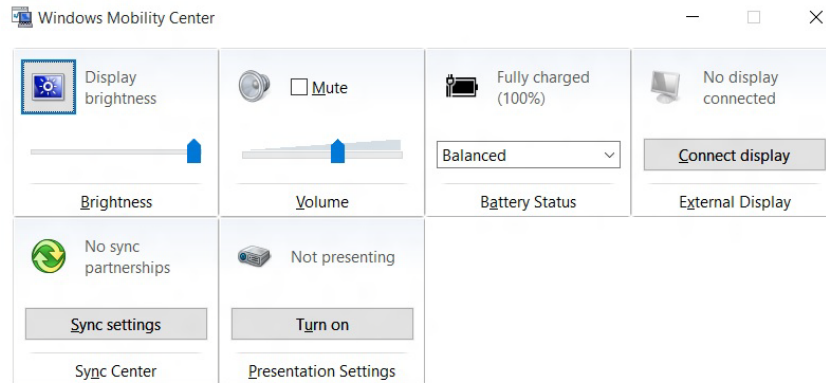 Windows Mobility Center
Display
brightness
Brightness
Mute
Volume
Fully charged
(100%)
Balanced
Battery Status
No display
connected
Connect display
External Display
No sync
partnerships
Sync settings
Sync Center
Not presenting
Turn on
Presentation Settings